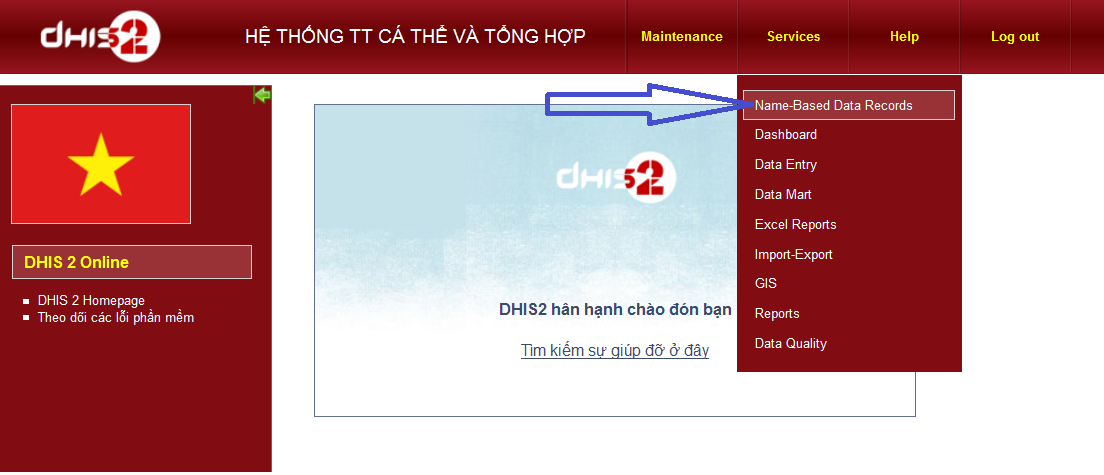 dHIS2
HỆ THỐNG TT CÁ THỂ VÀ TỔNG HỢP
Maintenance
Services
Help
Log out
Name-Based Data Records
Dashboard
Data Entry
Data Mart
Excel Reports
Import-Export
GIS
Reports
Data Quality
DHIS 2 Online
DHIS 2 Homepage
Theo dõi các lỗi phần mềm
dHIS2
DHIS2 hân hạnh chào đón bạn
Tìm kiếm sự giúp đỡ ở đây